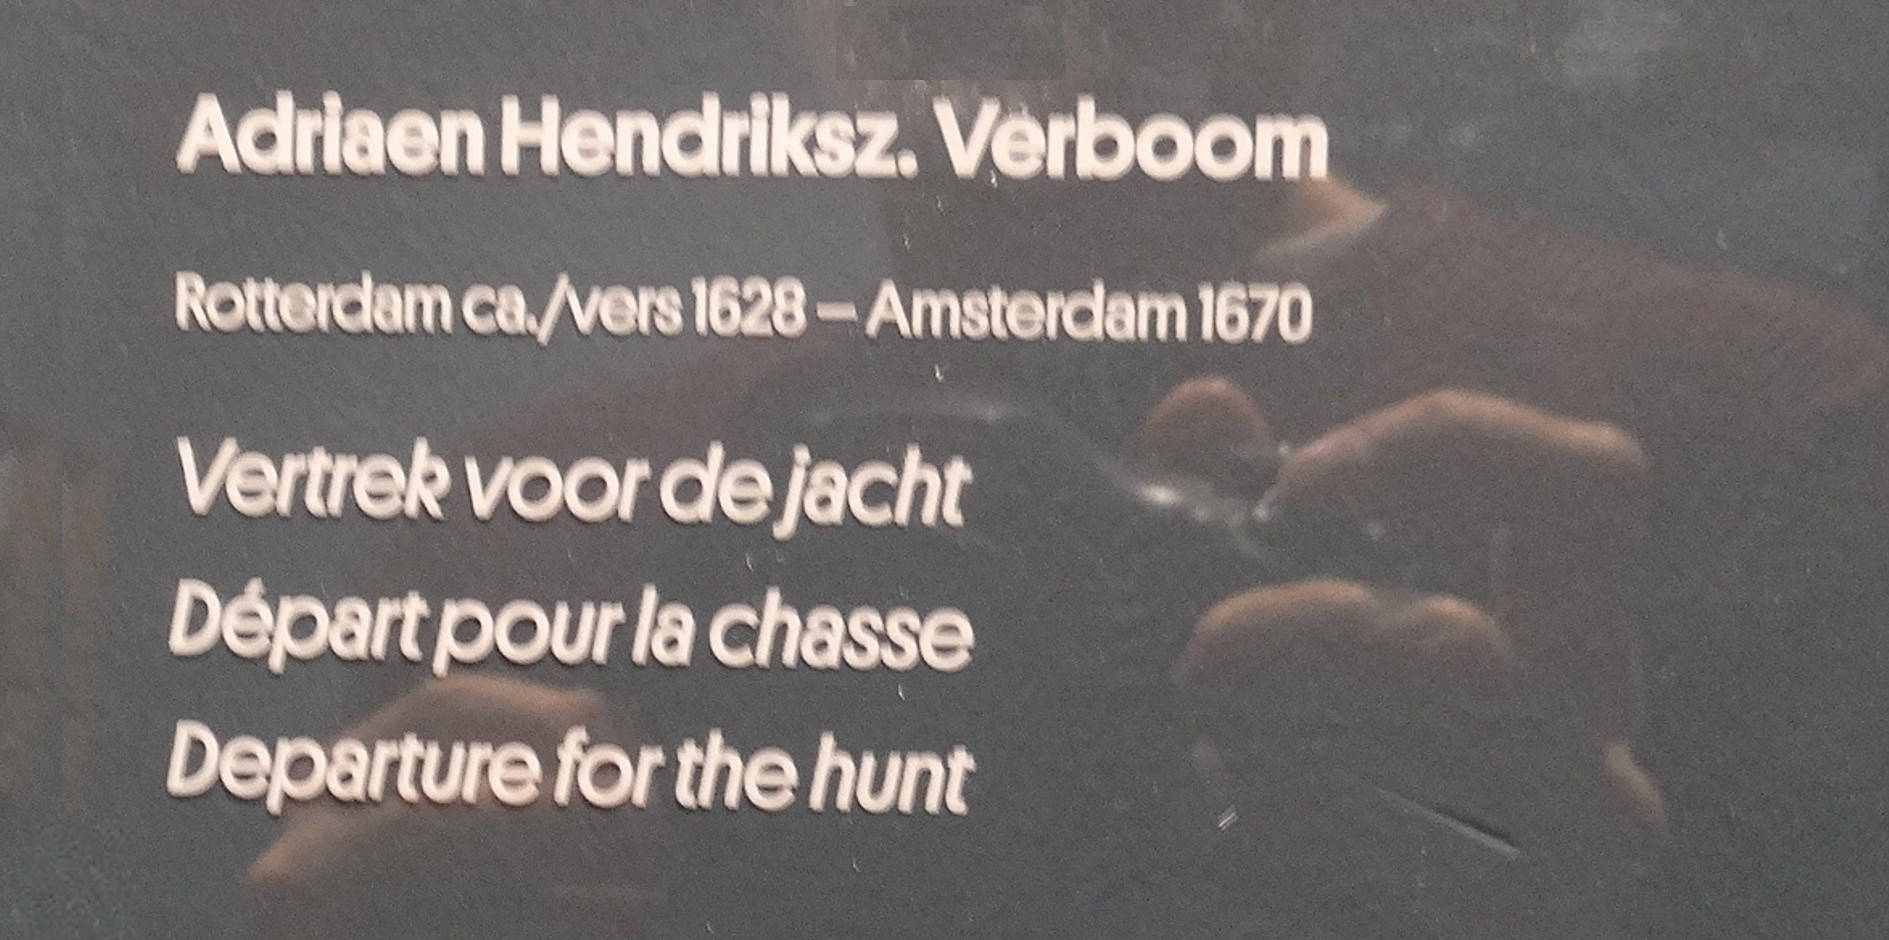 Adriaen Hendriksz. Verboom
Rotterdam ca./vers 1628 – Amsterdam 1670
Vertrek voor de jacht
Départ pour la chasse
Departure for the hunt